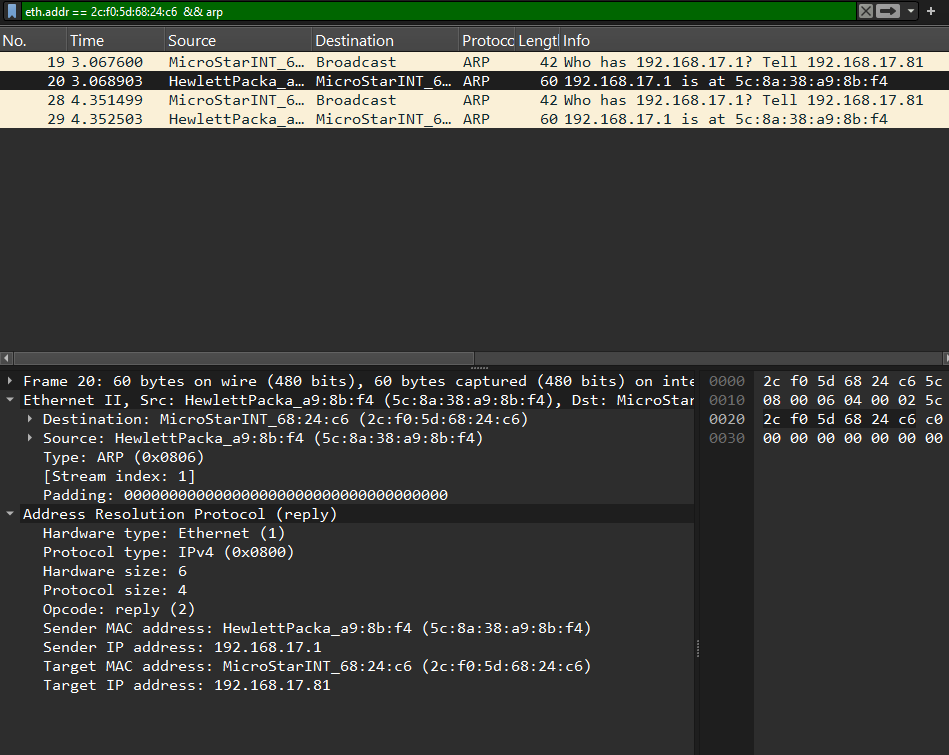 eth.addr == 2c:f0:5d:68:24:c6 && arp
No. Time Source Destination Protoco Lengtl Info
19 3.067600 MicroStarINT_6… Broadcast ARP 42 Who has 192.168.17.1? Tell 192.168.17.81
20 3.068903 HewlettPacka_a… MicroStarINT_6… ARP 60 192.168.17.1 is at 5c:8a:38:a9:8b:f4
28 4.351499 MicroStarINT_6… Broadcast ARP 42 Who has 192.168.17.1? Tell 192.168.17.81
29 4.352503 HewlettPacka_a… MicroStarINT_6… ARP 60 192.168.17.1 is at 5c:8a:38:a9:8b:f4
Frame 20: 60 bytes on wire (480 bits), 60 bytes captured (480 bits) on inte
Ethernet II, Src: HewlettPacka_a9:8b:f4 (5c:8a:38:a9:8b:f4), Dst: MicroStar
Destination: MicroStarINT_68:24:c6 (2c:f0:5d:68:24:c6)
Source: HewlettPacka_a9:8b:f4 (5c:8a:38:a9:8b:f4)
Type: ARP (0x0806)
[Stream index: 1]
Padding: 000000000000000000000000000000000000
Address Resolution Protocol (reply)
Hardware type: Ethernet (1)
Protocol type: IPv4 (0x0800)
Hardware size: 6
Protocol size: 4
Opcode: reply (2)
Sender MAC address: HewlettPacka_a9:8b:f4 (5c:8a:38:a9:8b:f4)
Sender IP address: 192.168.17.1
Target MAC address: MicroStarINT_68:24:c6 (2c:f0:5d:68:24:c6)
Target IP address: 192.168.17.81
0000 2c f0 5d 68 24 c6 5c
0010 08 00 06 04 00 02 5c
0020 2c f0 5d 68 24 c6 c0
0030 00 00 00 00 00 00 00